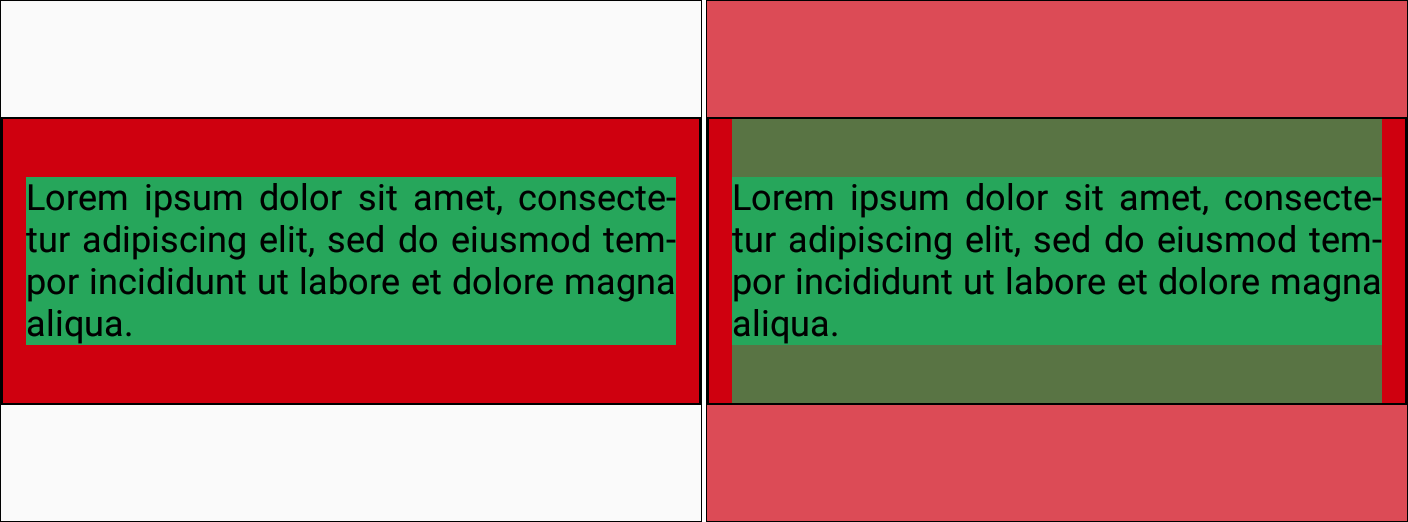 Lorem ipsum dolor sit amet, consecte-
tur adipiscing elit, sed do eiusmod tem-
por incididunt ut labore et dolore magna
aliqua.
Lorem ipsum dolor sit amet, consecte-
tur adipiscing elit, sed do eiusmod tem-
por incididunt ut labore et dolore magna
aliqua.